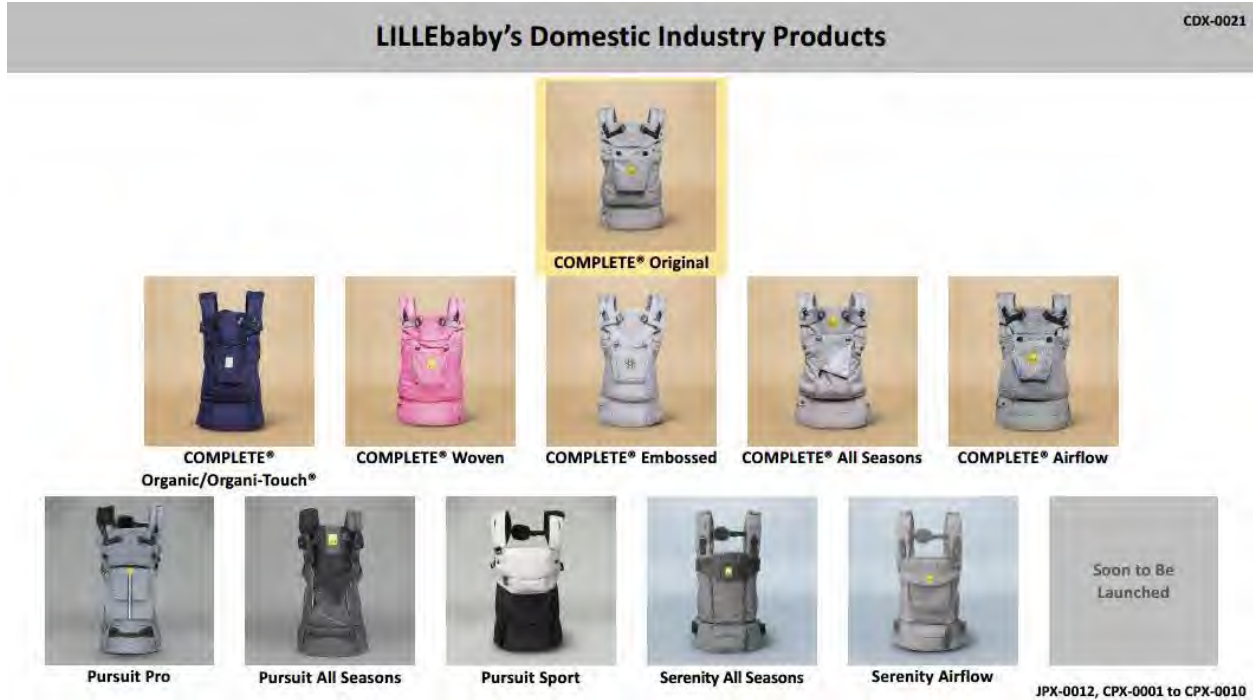 CDX-0021
LILLEbaby's Domestic Industry Products
COMPLETE® Original
COMPLETE®
Organic/Organi-Touch®
COMPLETE® Woven
COMPLETE® Embossed
COMPLETE® All Seasons
COMPLETE® Airflow
Pursuit Pro
Pursuit All Seasons
Pursuit Sport
Serenity All Seasons
Serenity Airflow
Soon to Be
Launched
JPX-0012, CPX-0001 to CPX-0010